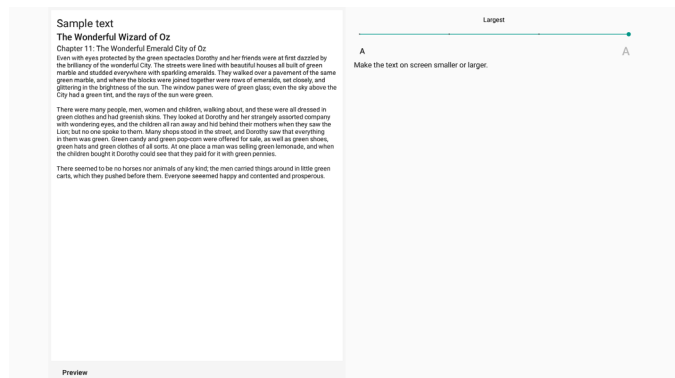 Sample text
The Wonderful Wizard of Oz
Chapter 11: The Wonderful Emerald City of Oz
Even with eyes protected by the green spectacles Dorothy and her friends were at first dazzled by
the brilliancy of the wonderful City. The streets were lined with beautiful houses all built of green
marble and studded everywhere with sparkling emeralds. They walked over a pavement of the same
green marble, and where the blocks were joined together were rows of emeralds, set closely, and
glittering in the brightness of the sun. The window panes were of green glass; even the sky above the
City had a green tint, and the rays of the sun were green.
There were many people, men, women and children, walking about, and these were all dressed in
green clothes and had greenish skins. They looked at Dorothy and her strangely assorted company
with wondering eyes, and the children all ran away and hid behind their mothers when they saw the
Lion; but no one spoke to them. Many shops stood in the street, and Dorothy saw that everything
in them was green. Green candy and green pop-corn were offered for sale, as well as green shoes,
green hats and green clothes of all sorts. At one place a man was selling green lemonade, and when
the children bought it Dorothy could see that they paid for it with green pennies.
There seemed to be no horses nor animals of any kind; the men carried things around in little green
carts, which they pushed before them. Everyone seeemed happy and contented and prosperous.
Preview
Largest
A A
Make the text on screen smaller or larger.